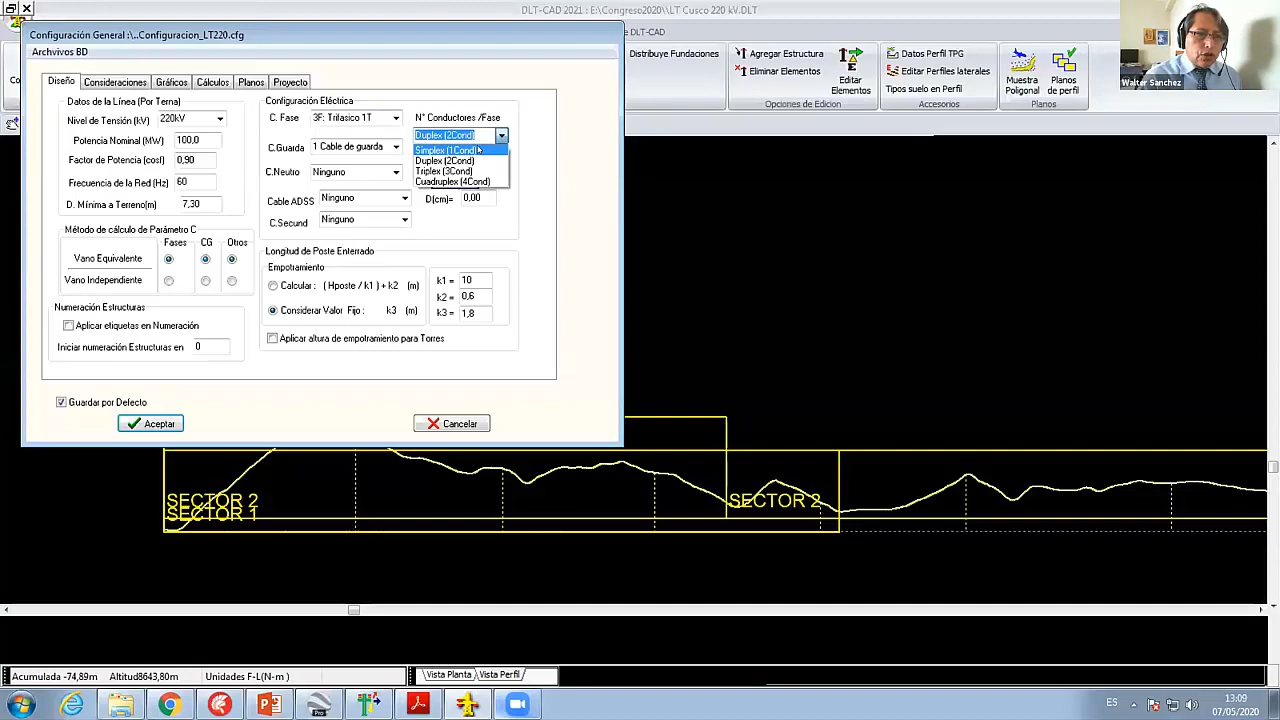 DLT-CAD 2021 : E:\Congreso2020\\LT Cusco 220 kV.DLT
Configuración General :\..Configuracion_LT220.cfg
e DLT-CAD
Archivos BD
Distribuye Fundaciones
Agregar Estructura
Eliminar Elementos
Editar
Elementos
Opciones de Edicion
Datos Perfil TPG
Editar Perfiles laterales
Tipos suelo en Perfil
Accesorios
Muestra
Poligonal
Planos
de perfil
Planos
Walter Sanchez
Diseño
Consideraciones
Gráficos
Cálculos
Planos
Proyecto
Datos de la Línea (Por Terna)
Nivel de Tensión (kV)
220kV
Potencia Nominal (MW)
100,0
Factor de Potencia (cosf)
0,90
Frecuencia de la Red (Hz)
60
D. Mínima a Terreno(m)
7,30
Método de cálculo de Parámetro C
Fases
CG
Otros
Vano Equivalente
Vano Independiente
Numeración Estructuras
Aplicar etiquetas en Numeración
Iniciar numeración Estructuras en
0
Configuración Eléctrica
C. Fase
3F: Trifasico 1T
N° Conductores /Fase
Duplex (2Cond)
Simplex (1Cond)
Duplex (2Cond)
Triplex (3Cond)
Cuadruplex (4Cond)
C.Guarda
1 Cable de guarda
C.Neutro
Ninguno
Cable ADSS
Ninguno
D(cm)=
0,00
C.Secund
Ninguno
Longitud de Poste Enterrado
Empotramiento
Calcular : ( Hposte / k1 ) + k2 (m)
Considerar Valor Fijo : k3 (m)
k1 =
10
k2 =
0,6
k3 =
1,8
Aplicar altura de empotramiento para Torres
Guardar por Defecto
Aceptar
Cancelar
SECTOR 2
SECTOR 1
SECTOR 2
Acumulada -74,89m
Altitud8643,80m
Unidades F-L(N-m )
Vista Planta
Vista Perfil
Pro
ES
13:09
07/05/2020